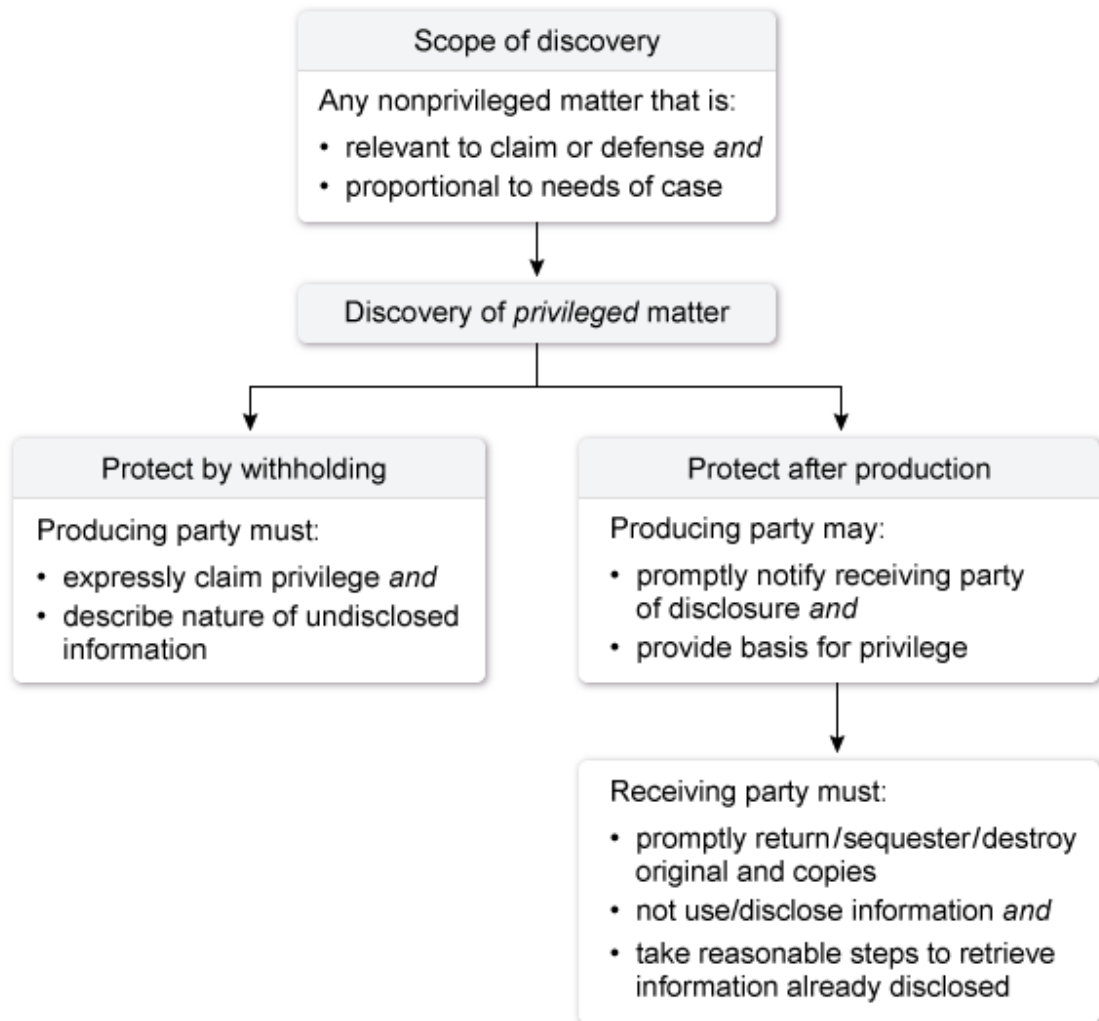 Scope of discovery
Any nonprivileged matter that is:
• relevant to claim or defense and
• proportional to needs of case
Discovery of privileged matter
Protect by withholding
Producing party must:
• expressly claim privilege and
• describe nature of undisclosed
information
Protect after production
Producing party may:
• promptly notify receiving party
of disclosure and
• provide basis for privilege
Receiving party must:
• promptly return/sequester/destroy
original and copies
• not use/disclose information and
• take reasonable steps to retrieve
information already disclosed